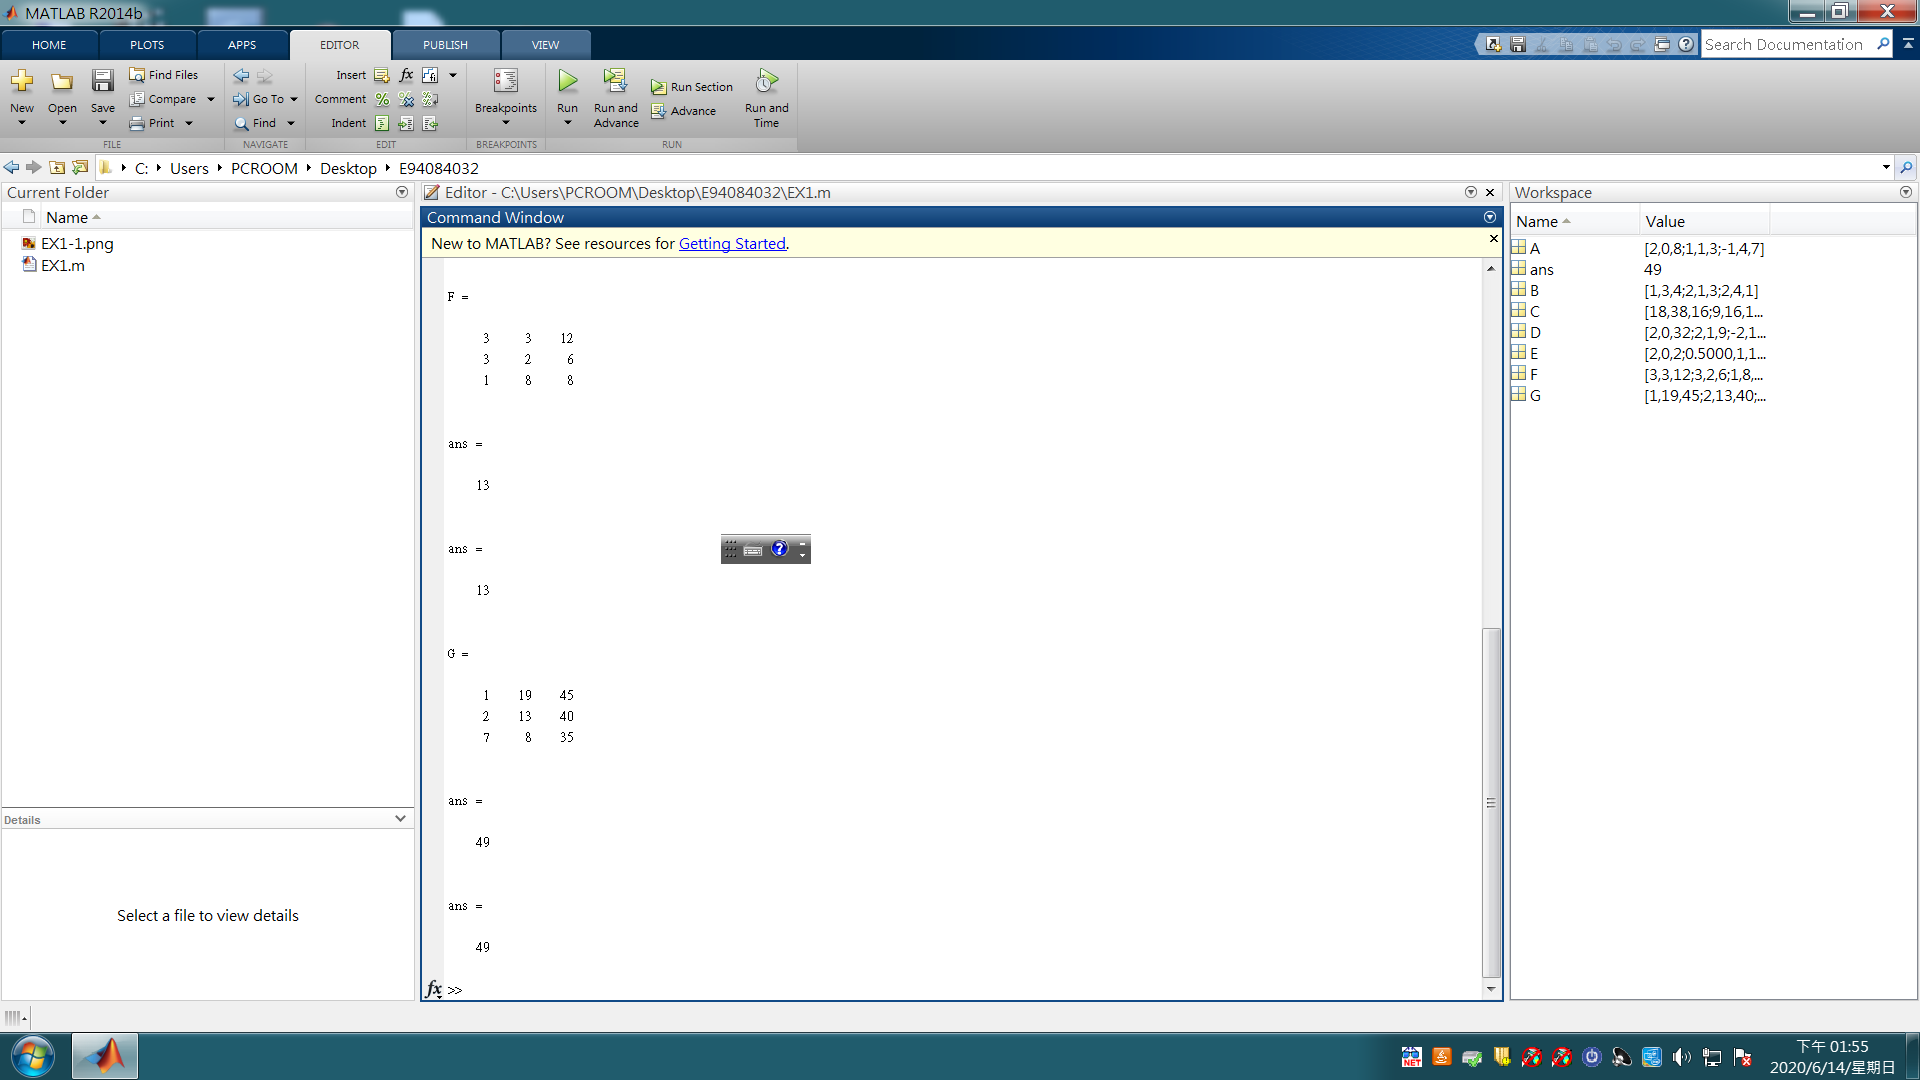 MATLAB R2014b
HOME PLOTS APPS EDITOR PUBLISH VIEW
Search Documentation
New Open Save Find Files Compare Print
Go To Find
Insert Comment Indent
Breakpoints
Run Run and Advance Run Section Advance Run and Time
FILE NAVIGATE EDIT BREAKPOINTS RUN
C: Users PCROOM Desktop E94084032
Current Folder
Name
EX1-1.png
EX1.m
Details
Select a file to view details
Editor - C:\Users\PCROOM\Desktop\E94084032\EX1.m
Command Window
New to MATLAB? See resources for Getting Started.
F =
3 3 12
3 2 6
1 8 8
ans =
13
ans =
13
G =
1 19 45
2 13 40
7 8 35
ans =
49
ans =
49
fx >>
Workspace
Name Value
A [2,0,8;1,1,3;-1,4,7]
ans 49
B [1,3,4;2,1,3;2,4,1]
C [18,38,16;9,16,1...
D [2,0,32;2,1,9;-2,1...
E [2,0,2;0.5000,1,1...
F [3,3,12;3,2,6;1,8,...
G [1,19,45;2,13,40;...
NET
下午 01:55
2020/6/14/星期日